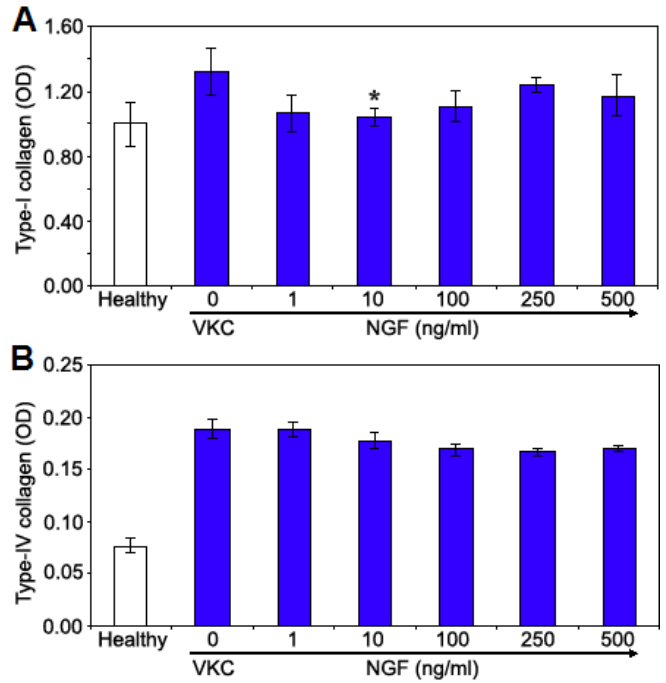 A
Type-I collagen (OD)
1.60
1.20
0.80
0.40
0.00
*
Healthy 0 1 10 100 250 500
VKC NGF (ng/ml)
B
Type-IV collagen (OD)
0.25
0.20
0.15
0.10
0.05
0.00
Healthy 0 1 10 100 250 500
VKC NGF (ng/ml)